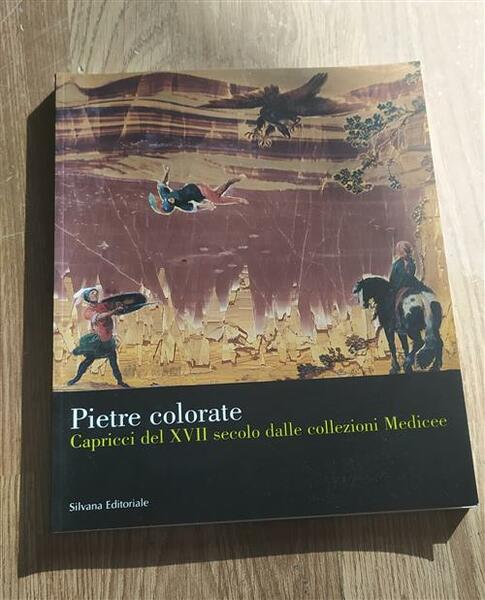 Pietre colorate
Capricci del XVII secolo dalle collezioni Medicee
Silvana Editoriale